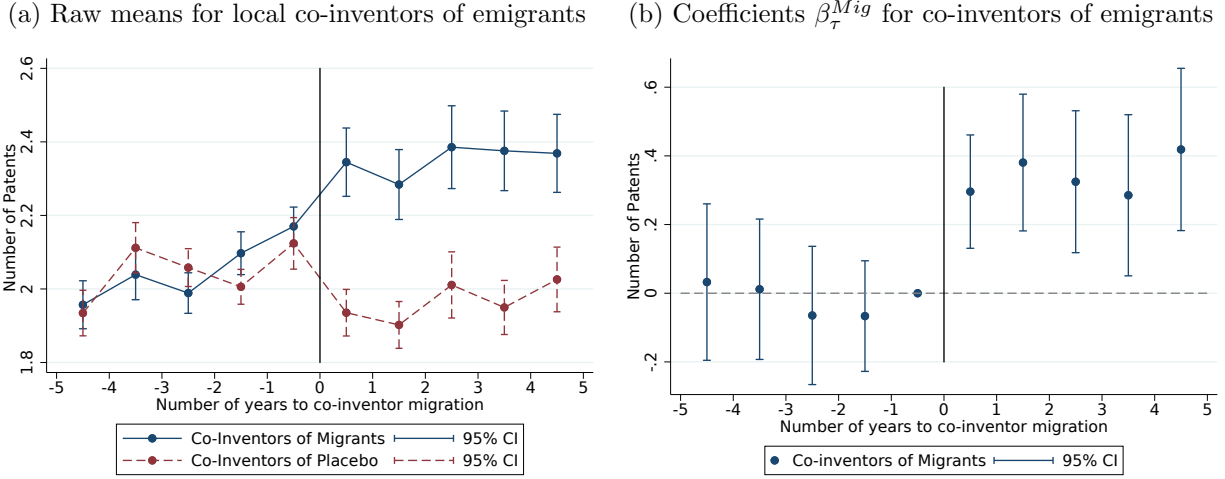 (a) Raw means for local co-inventors of emigrants
Number of Patents
2.6
2.4
2.2
2
1.8
-5 -4 -3 -2 -1 0 1 2 3 4 5
Number of years to co-inventor migration
Co-Inventors of Migrants 95% CI
Co-Inventors of Placebo 95% CI
(b) Coefficients β_τ^{Mig} for co-inventors of emigrants
Number of Patents
.6
.4
.2
0
-.2
-5 -4 -3 -2 -1 0 1 2 3 4 5
Number of years to co-inventor migration
Co-inventors of Migrants 95% CI